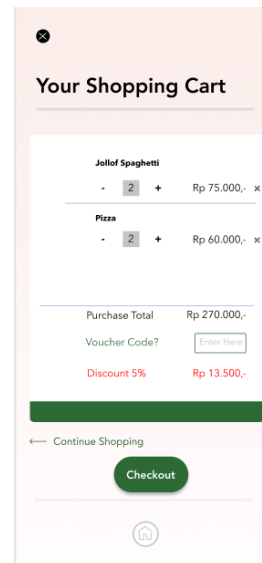 Your Shopping Cart
Jollof Spaghetti
- 2 + Rp 75.000,- ×
Pizza
- 2 + Rp 60.000,- ×
Purchase Total Rp 270.000,-
Voucher Code? Enter Here
Discount 5% Rp 13.500,-
← Continue Shopping
Checkout